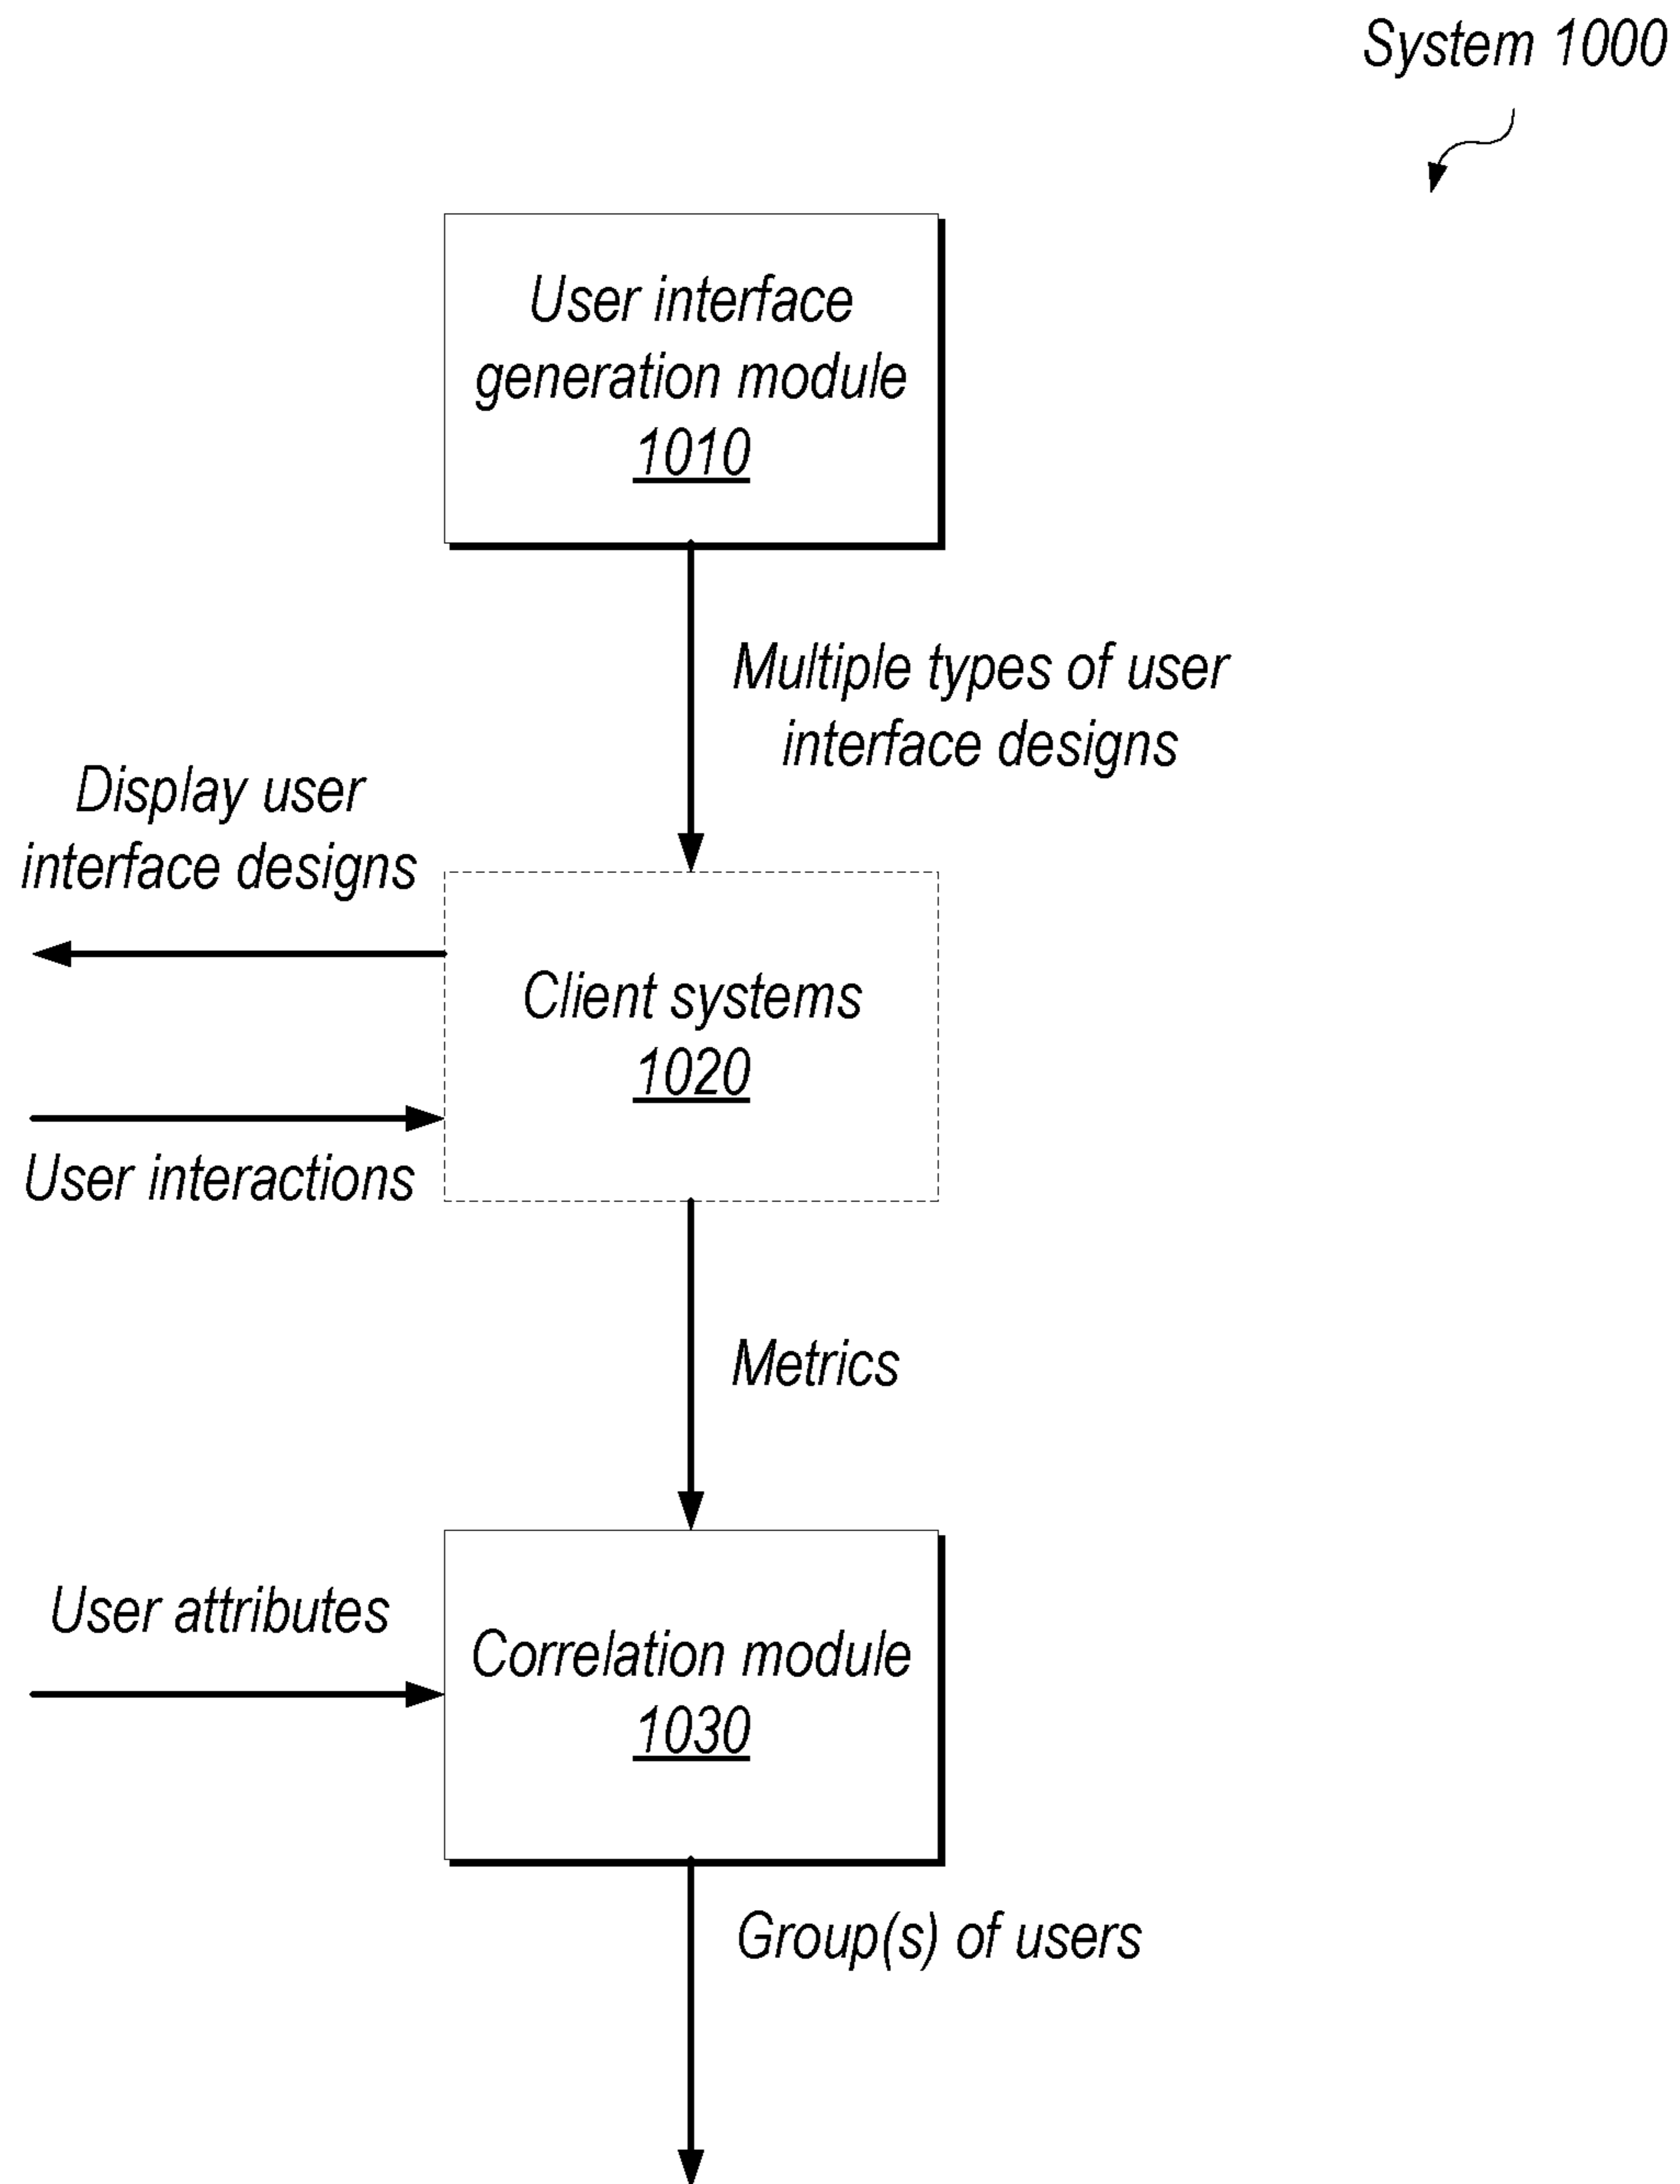 System 1000
User interface
generation module
1010
Multiple types of user
interface designs
Display user
interface designs
Client systems
1020
User interactions
Metrics
User attributes
Correlation module
1030
Group(s) of users